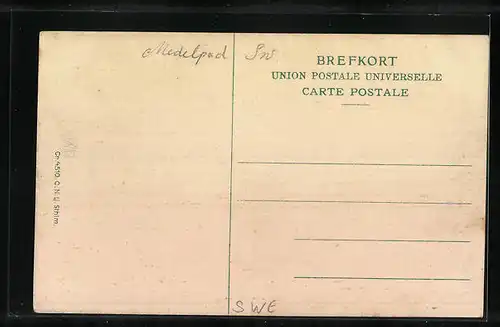 Medelpad Sw
BREFKORT
UNION POSTALE UNIVERSELLE
CARTE POSTALE
SWE